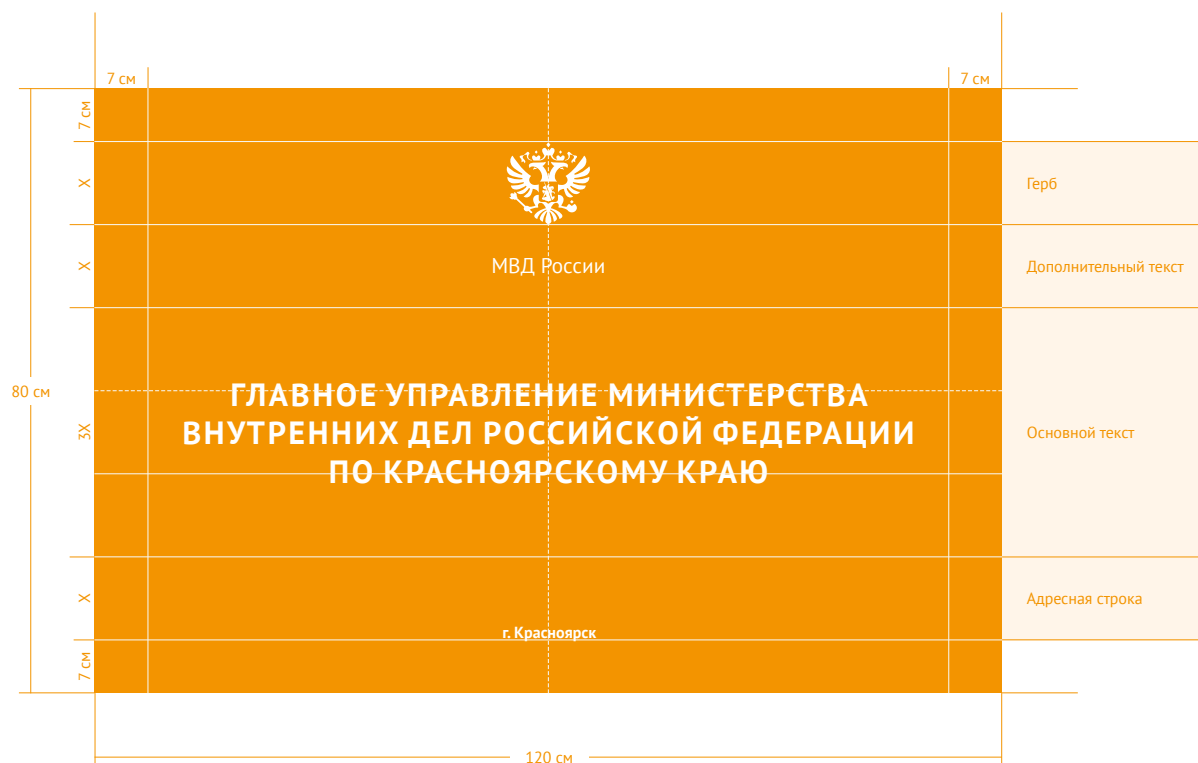 7 см
7 см
7 см
X
Герб
X
МВД России
Дополнительный текст
80 см
3X
ГЛАВНОЕ УПРАВЛЕНИЕ МИНИСТЕРСТВА
ВНУТРЕННИХ ДЕЛ РОССИЙСКОЙ ФЕДЕРАЦИИ
ПО КРАСНОЯРСКОМУ КРАЮ
Основной текст
X
Адресная строка
г. Красноярск
7 см
120 см